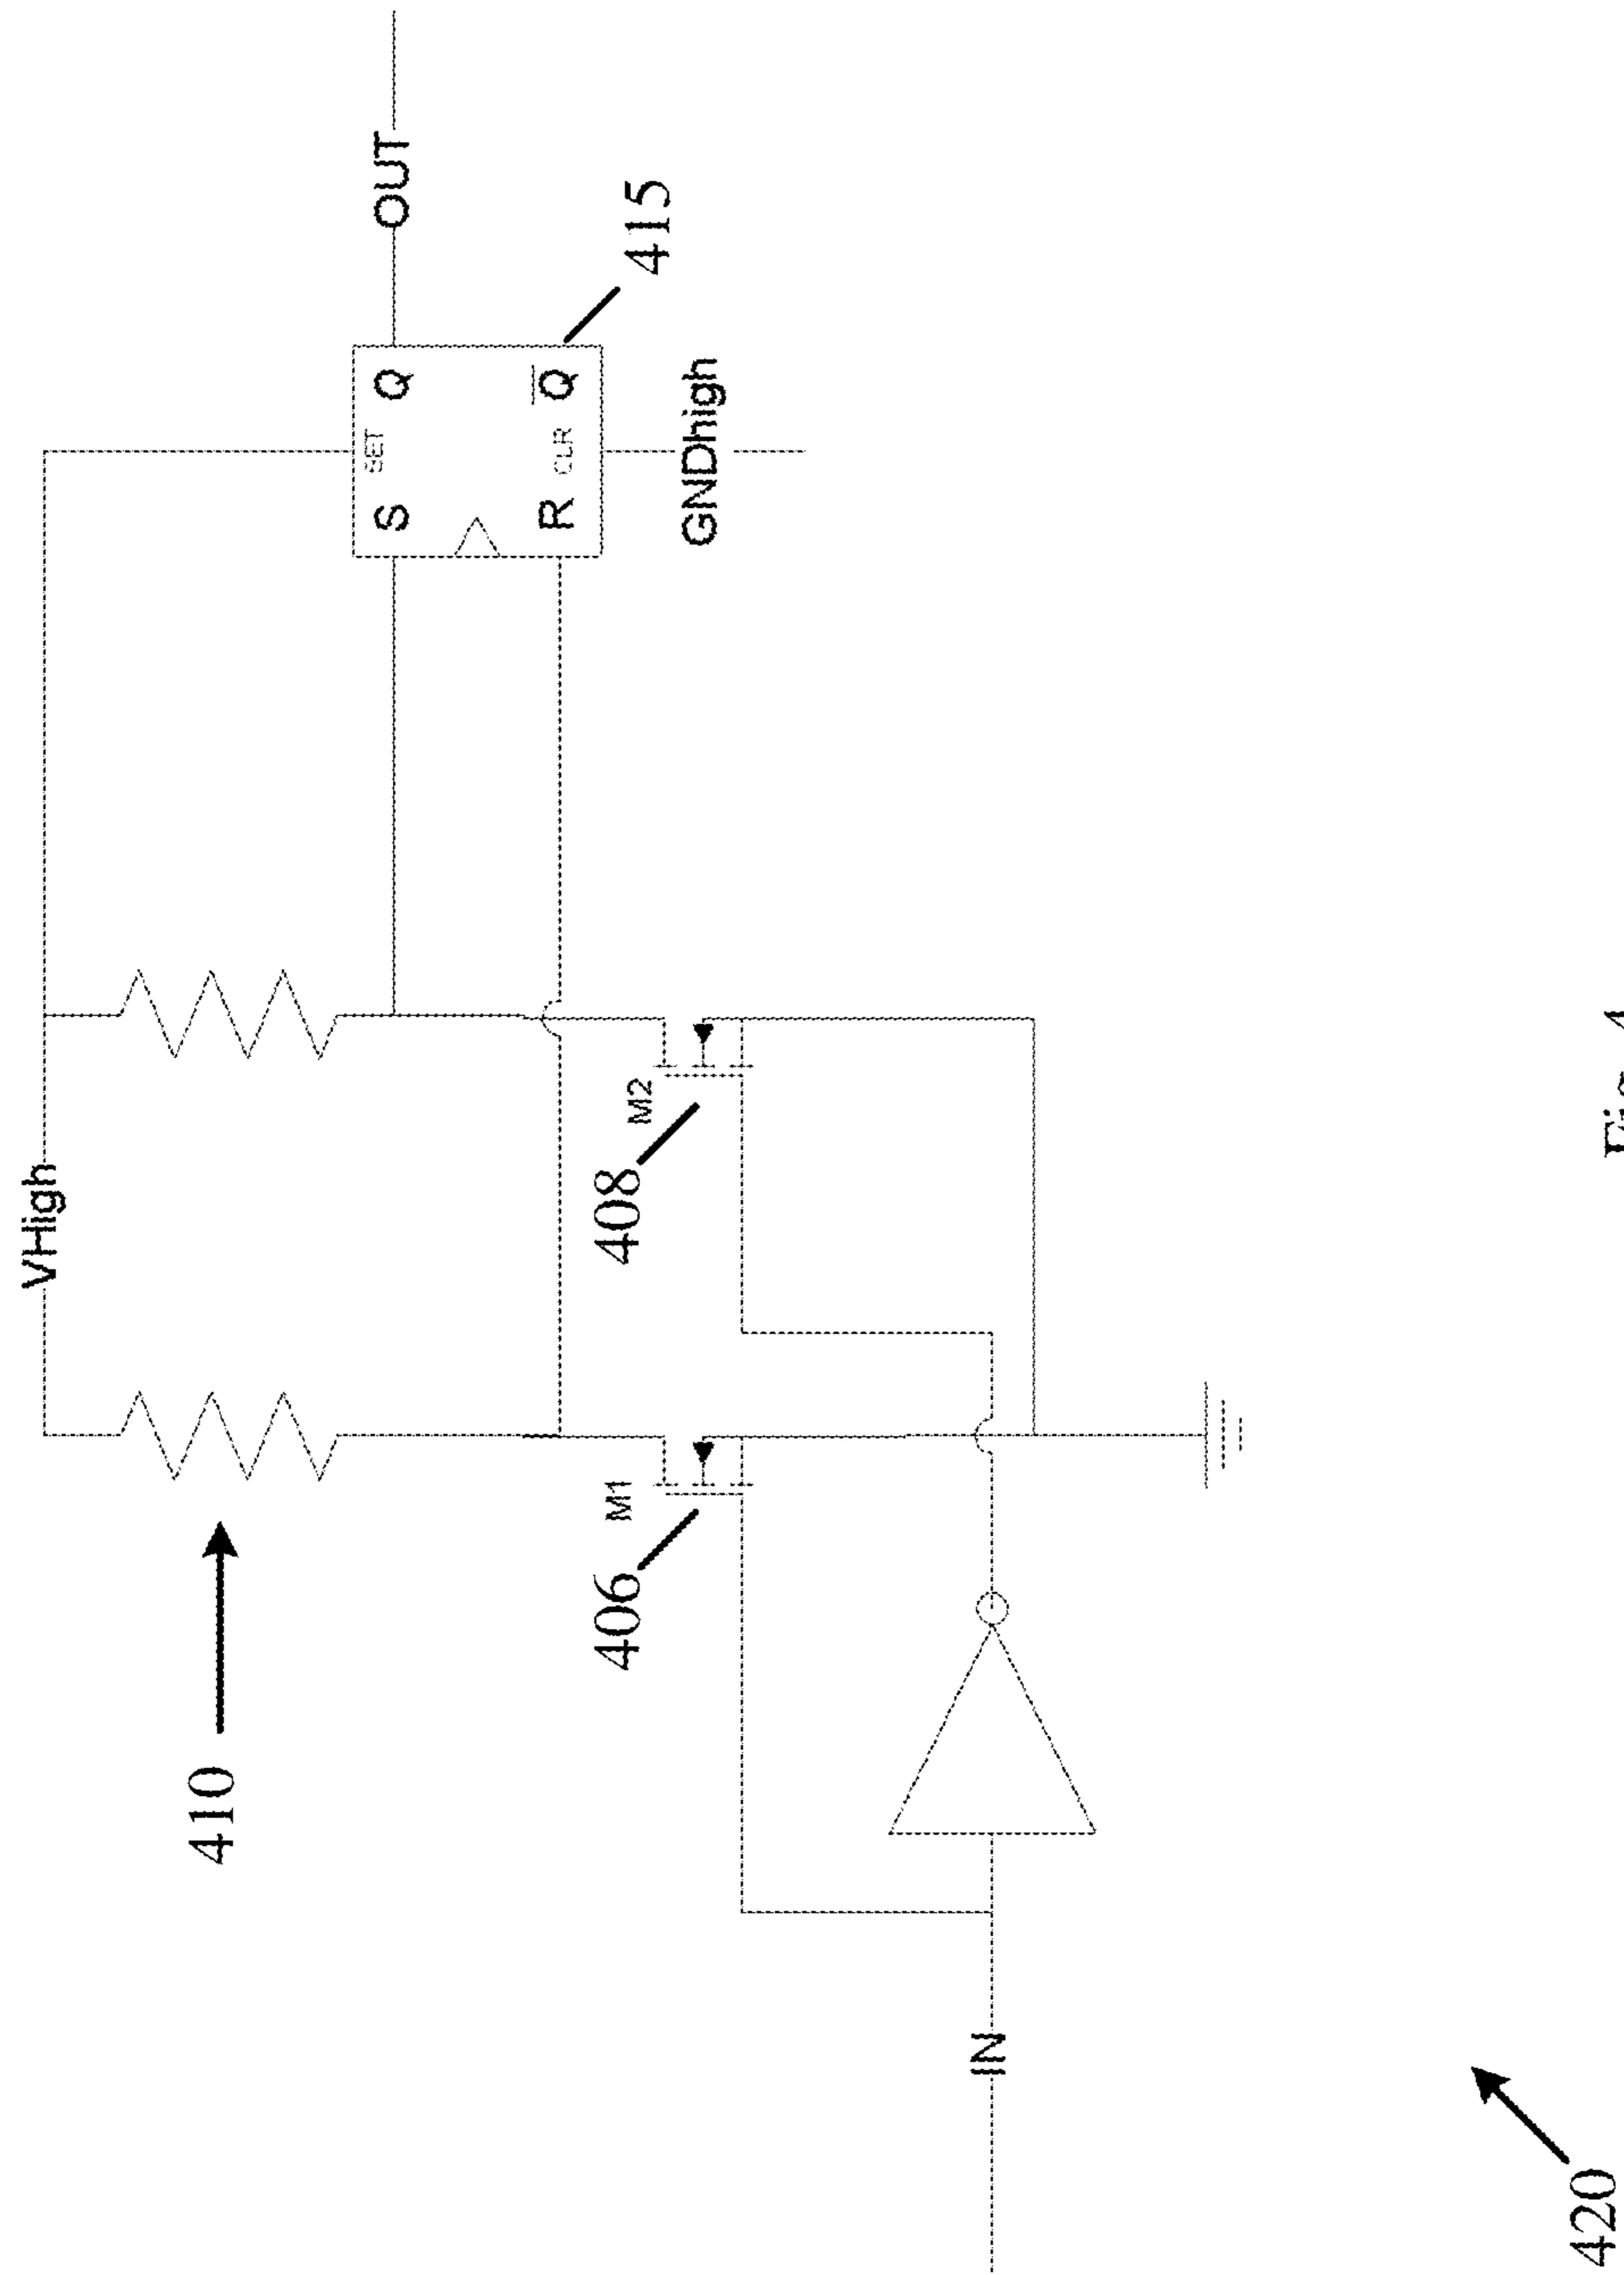 VHigh
410
OUT
S
SET
Q
415
R
CLR
Q
GNDhigh
M1
M2
406
408
IN
420